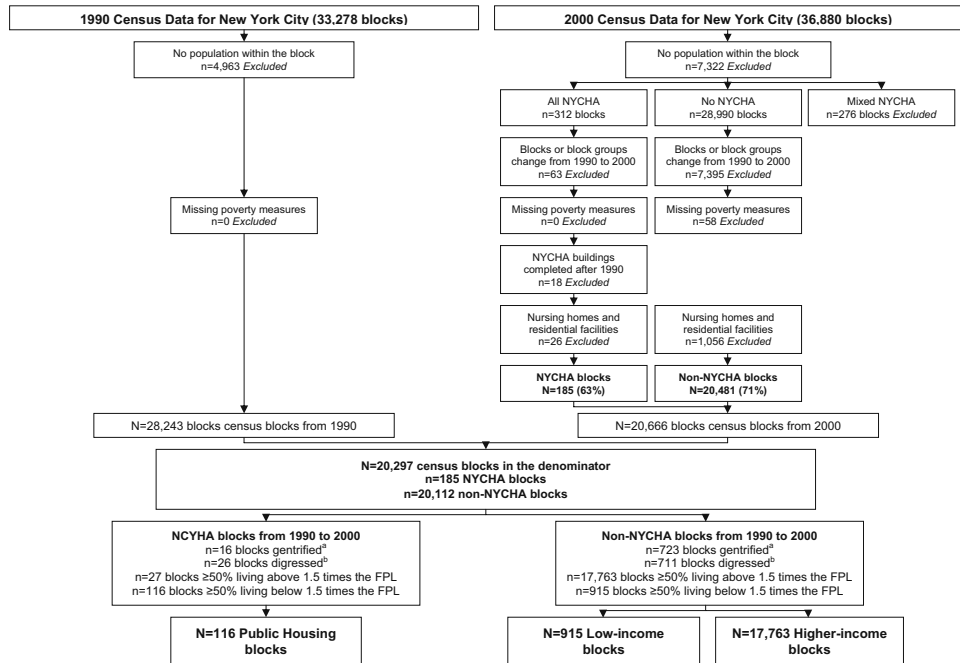 1990 Census Data for New York City (33,278 blocks)
2000 Census Data for New York City (36,880 blocks)
No population within the block
n=4,963 Excluded
No population within the block
n=7,322 Excluded
All NYCHA
n=312 blocks
No NYCHA
n=28,990 blocks
Mixed NYCHA
n=276 blocks Excluded
Blocks or block groups
change from 1990 to 2000
n=63 Excluded
Blocks or block groups
change from 1990 to 2000
n=7,395 Excluded
Missing poverty measures
n=0 Excluded
Missing poverty measures
n=0 Excluded
Missing poverty measures
n=58 Excluded
NYCHA buildings
completed after 1990
n=18 Excluded
Nursing homes and
residential facilities
n=26 Excluded
Nursing homes and
residential facilities
n=1,056 Excluded
NYCHA blocks
N=185 (63%)
Non-NYCHA blocks
N=20,481 (71%)
N=28,243 blocks census blocks from 1990
N=20,666 blocks census blocks from 2000
N=20,297 census blocks in the denominator
n=185 NYCHA blocks
n=20,112 non-NYCHA blocks
NCYHA blocks from 1990 to 2000
n=16 blocks gentrifiedᵃ
n=26 blocks digressedᵇ
n=27 blocks ≥50% living above 1.5 times the FPL
n=116 blocks ≥50% living below 1.5 times the FPL
Non-NYCHA blocks from 1990 to 2000
n=723 blocks gentrifiedᵃ
n=711 blocks digressedᵇ
n=17,763 blocks ≥50% living above 1.5 times the FPL
n=915 blocks ≥50% living below 1.5 times the FPL
N=116 Public Housing
blocks
N=915 Low-income
blocks
N=17,763 Higher-income
blocks